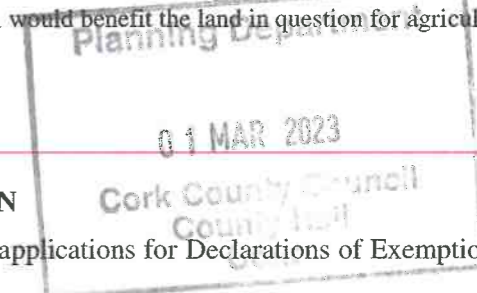 would benefit the land in question for agricul
Planning Department
01 MAR 2023
Cork County Council
County Hall
N
applications for Declarations of Exemptio